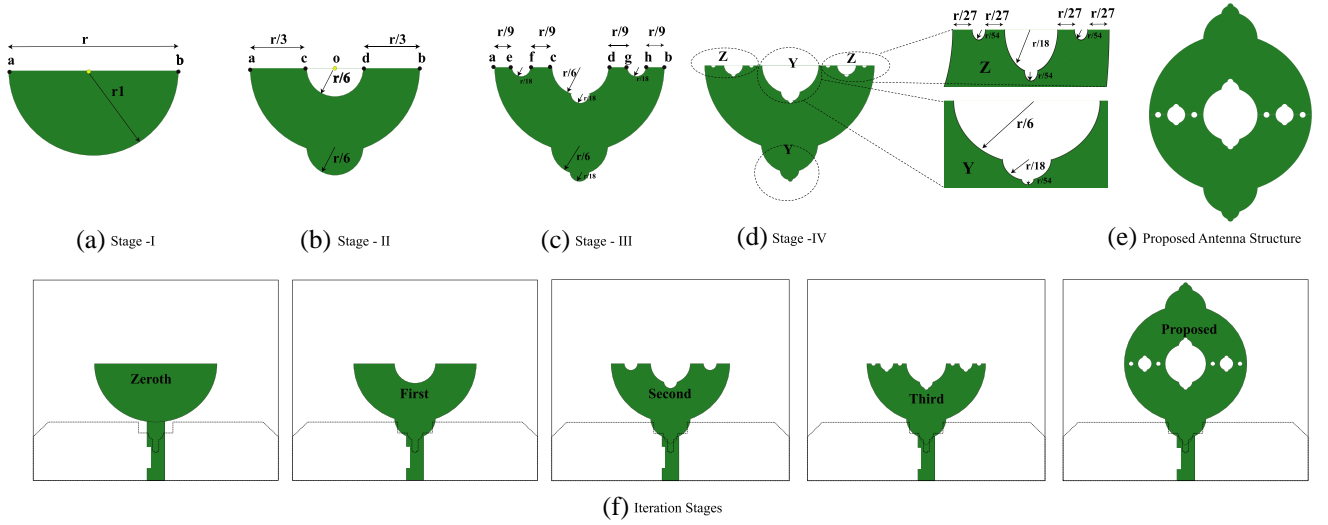 r
a
b
r1
(a) Stage -I
r/3
r/3
a
c
o
d
b
r/6
r/6
(b) Stage - II
r/9
r/9
r/9
r/9
a
e
f
c
d
g
h
b
r/18
r/6
r/18
r/18
r/6
r/18
(c) Stage - III
Z
Y
Z
Y
(d) Stage -IV
r/27
r/27
r/27
r/27
r/54
r/18
r/54
r/54
Z
r/6
r/18
r/54
Y
(e) Proposed Antenna Structure
Zeroth
First
Second
Third
Proposed
(f) Iteration Stages